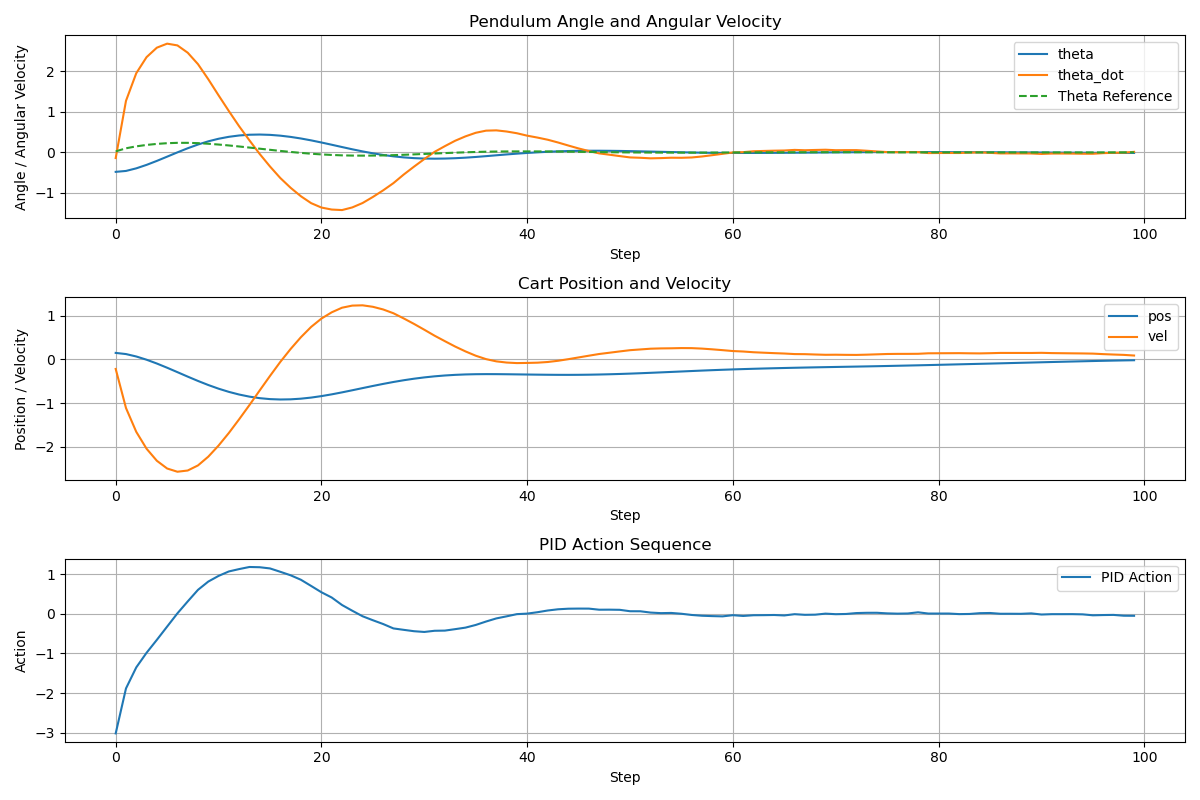 Pendulum Angle and Angular Velocity
Angle / Angular Velocity
2
1
0
−1
theta
theta_dot
Theta Reference
0 20 40 60 80 100
Step
Cart Position and Velocity
Position / Velocity
1
0
−1
−2
pos
vel
0 20 40 60 80 100
Step
PID Action Sequence
Action
1
0
−1
−2
−3
PID Action
0 20 40 60 80 100
Step